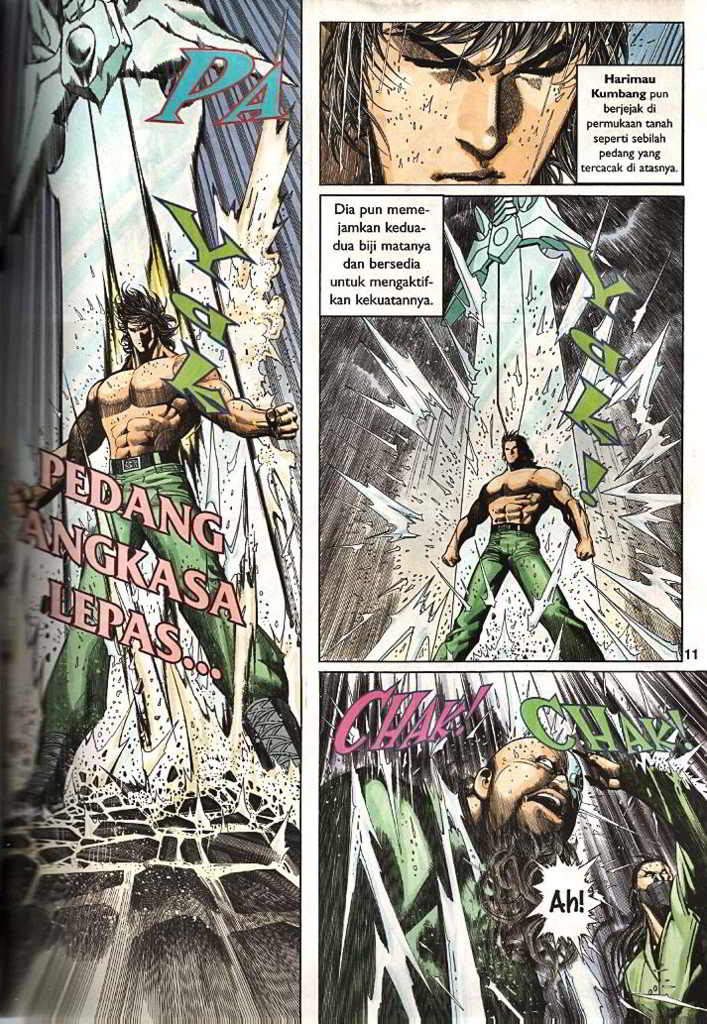 PA
YAK
PEDANG
ANGKASA
LEPAS...
Harimau
Kumbang pun
berjejak di
permukaan tanah
seperti sebilah
pedang yang
tercacak di atasnya.
Dia pun meme-
jamkan kedua-
dua biji matanya
dan bersedia
untuk mengaktif-
kan kekuatannya.
YAK!
11
CHAK!
CHAK!
Ah!